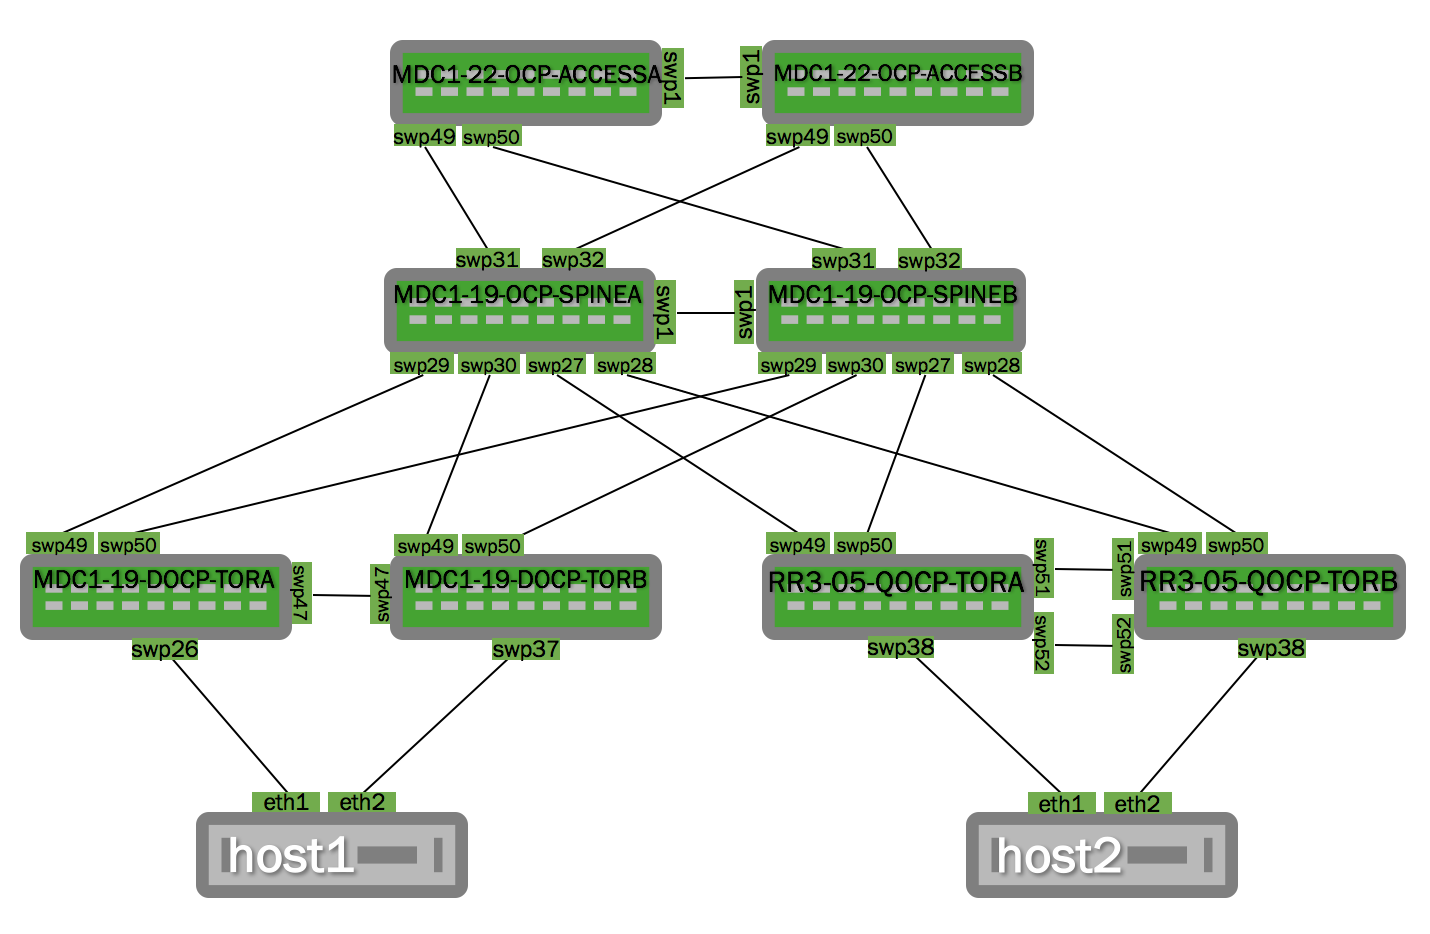 MDC1-22-OCP-ACCESSA
swp1
swp1
MDC1-22-OCP-ACCESSB
swp49
swp50
swp49
swp50
swp31
swp32
swp31
swp32
MDC1-19-OCP-SPINEA
swp1
swp1
MDC1-19-OCP-SPINEB
swp29
swp30
swp27
swp28
swp29
swp30
swp27
swp28
swp49
swp50
swp49
swp50
swp49
swp50
swp49
swp50
MDC1-19-DOCP-TORA
swp47
swp47
MDC1-19-DOCP-TORB
RR3-05-QOCP-TORA
swp51
swp51
swp52
swp52
RR3-05-QOCP-TORB
swp26
swp37
swp38
swp38
eth1
eth2
eth1
eth2
host1
host2